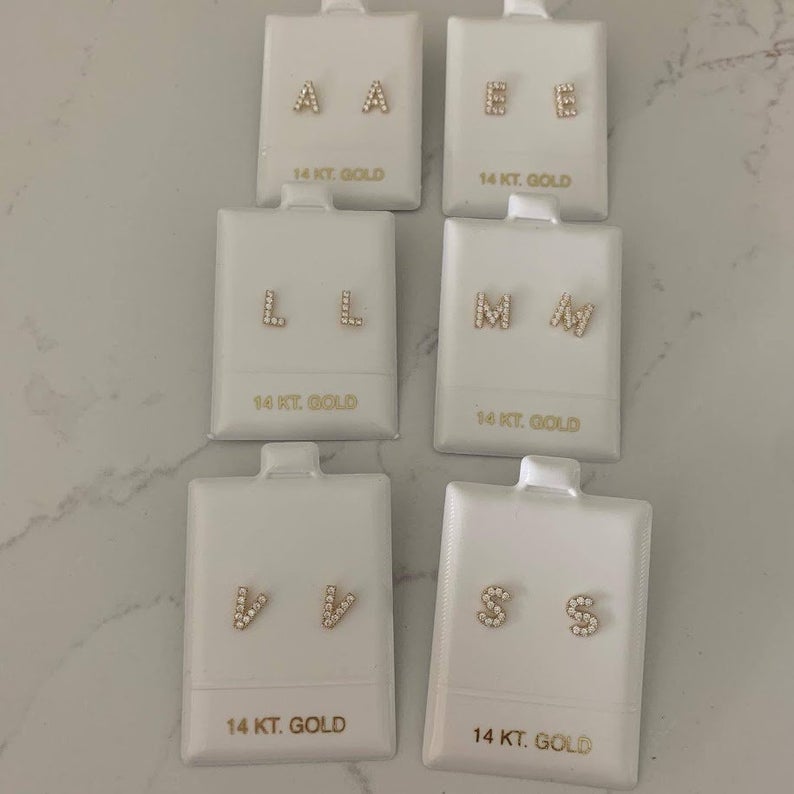 A A
14 KT. GOLD
E E
14 KT. GOLD
L L
14 KT. GOLD
M M
14 KT. GOLD
V V
14 KT. GOLD
S S
14 KT. GOLD